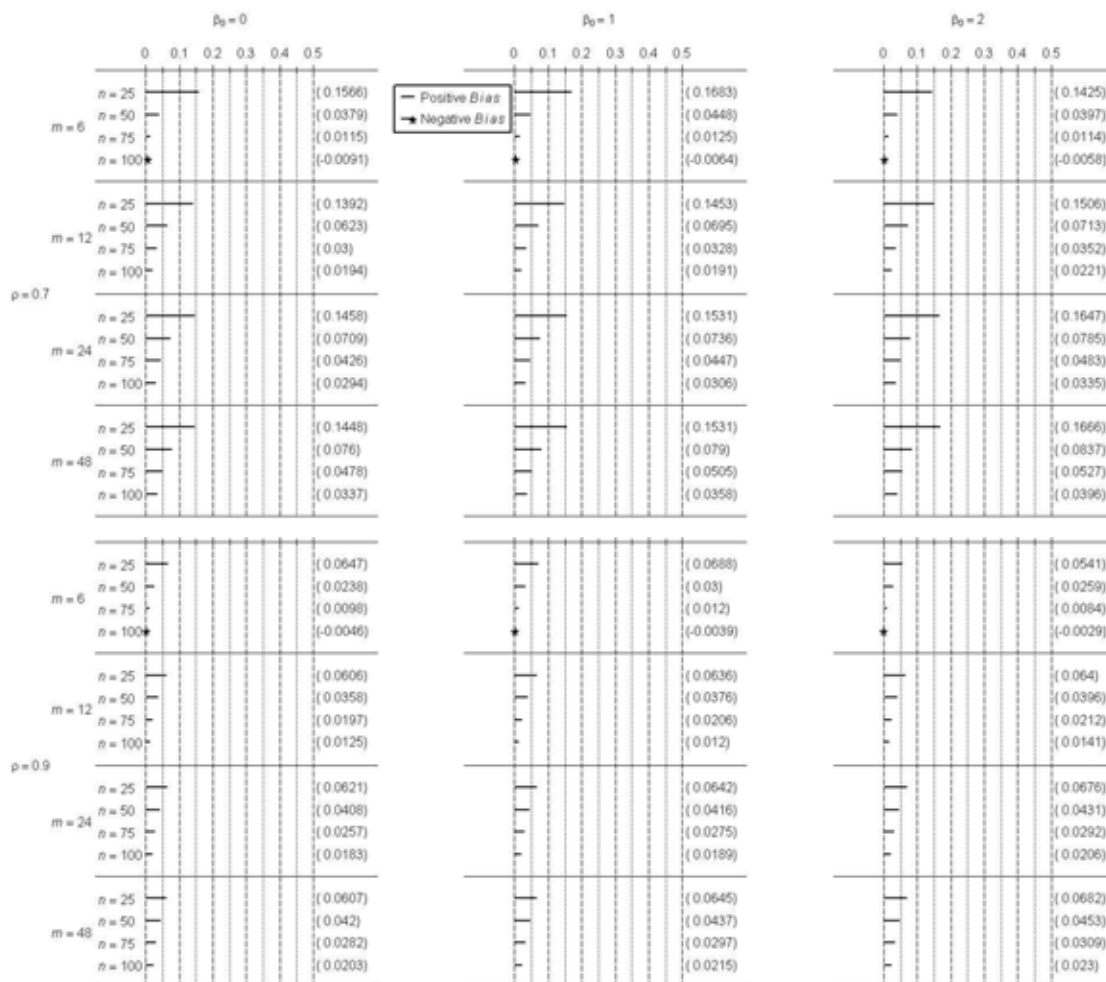 β₀ = 0 β₀ = 1 β₀ = 2
0 0.1 0.2 0.3 0.4 0.5 0 0.1 0.2 0.3 0.4 0.5 0 0.1 0.2 0.3 0.4 0.5
Positive Bias
Negative Bias
ρ = 0.7
m = 6
n = 25 ( 0.1566) ( 0.1683) ( 0.1425)
n = 50 ( 0.0379) ( 0.0448) ( 0.0397)
n = 75 ( 0.0115) ( 0.0125) ( 0.0114)
n = 100 (-0.0091) (-0.0064) (-0.0058)
m = 12
n = 25 ( 0.1392) ( 0.1453) ( 0.1506)
n = 50 ( 0.0623) ( 0.0695) ( 0.0713)
n = 75 ( 0.03) ( 0.0328) ( 0.0352)
n = 100 ( 0.0194) ( 0.0191) ( 0.0221)
m = 24
n = 25 ( 0.1458) ( 0.1531) ( 0.1647)
n = 50 ( 0.0709) ( 0.0736) ( 0.0785)
n = 75 ( 0.0426) ( 0.0447) ( 0.0483)
n = 100 ( 0.0294) ( 0.0306) ( 0.0335)
m = 48
n = 25 ( 0.1448) ( 0.1531) ( 0.1666)
n = 50 ( 0.076) ( 0.079) ( 0.0837)
n = 75 ( 0.0478) ( 0.0505) ( 0.0527)
n = 100 ( 0.0337) ( 0.0358) ( 0.0396)
ρ = 0.9
m = 6
n = 25 ( 0.0647) ( 0.0688) ( 0.0541)
n = 50 ( 0.0238) ( 0.03) ( 0.0259)
n = 75 ( 0.0098) ( 0.012) ( 0.0084)
n = 100 (-0.0046) (-0.0039) (-0.0029)
m = 12
n = 25 ( 0.0606) ( 0.0636) ( 0.064)
n = 50 ( 0.0358) ( 0.0376) ( 0.0396)
n = 75 ( 0.0197) ( 0.0206) ( 0.0212)
n = 100 ( 0.0125) ( 0.012) ( 0.0141)
m = 24
n = 25 ( 0.0621) ( 0.0642) ( 0.0676)
n = 50 ( 0.0408) ( 0.0416) ( 0.0431)
n = 75 ( 0.0257) ( 0.0275) ( 0.0292)
n = 100 ( 0.0183) ( 0.0189) ( 0.0206)
m = 48
n = 25 ( 0.0607) ( 0.0645) ( 0.0682)
n = 50 ( 0.042) ( 0.0437) ( 0.0453)
n = 75 ( 0.0282) ( 0.0297) ( 0.0309)
n = 100 ( 0.0203) ( 0.0215) ( 0.023)